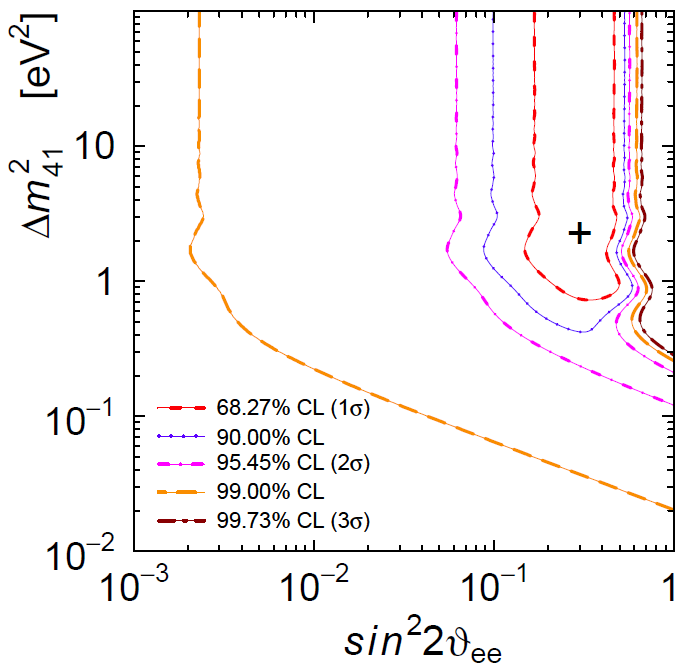 Δm²₄₁ [eV²]
10
1
10⁻¹
10⁻²
68.27% CL (1σ)
90.00% CL
95.45% CL (2σ)
99.00% CL
99.73% CL (3σ)
10⁻³ 10⁻² 10⁻¹ 1
sin²2ϑₑₑ